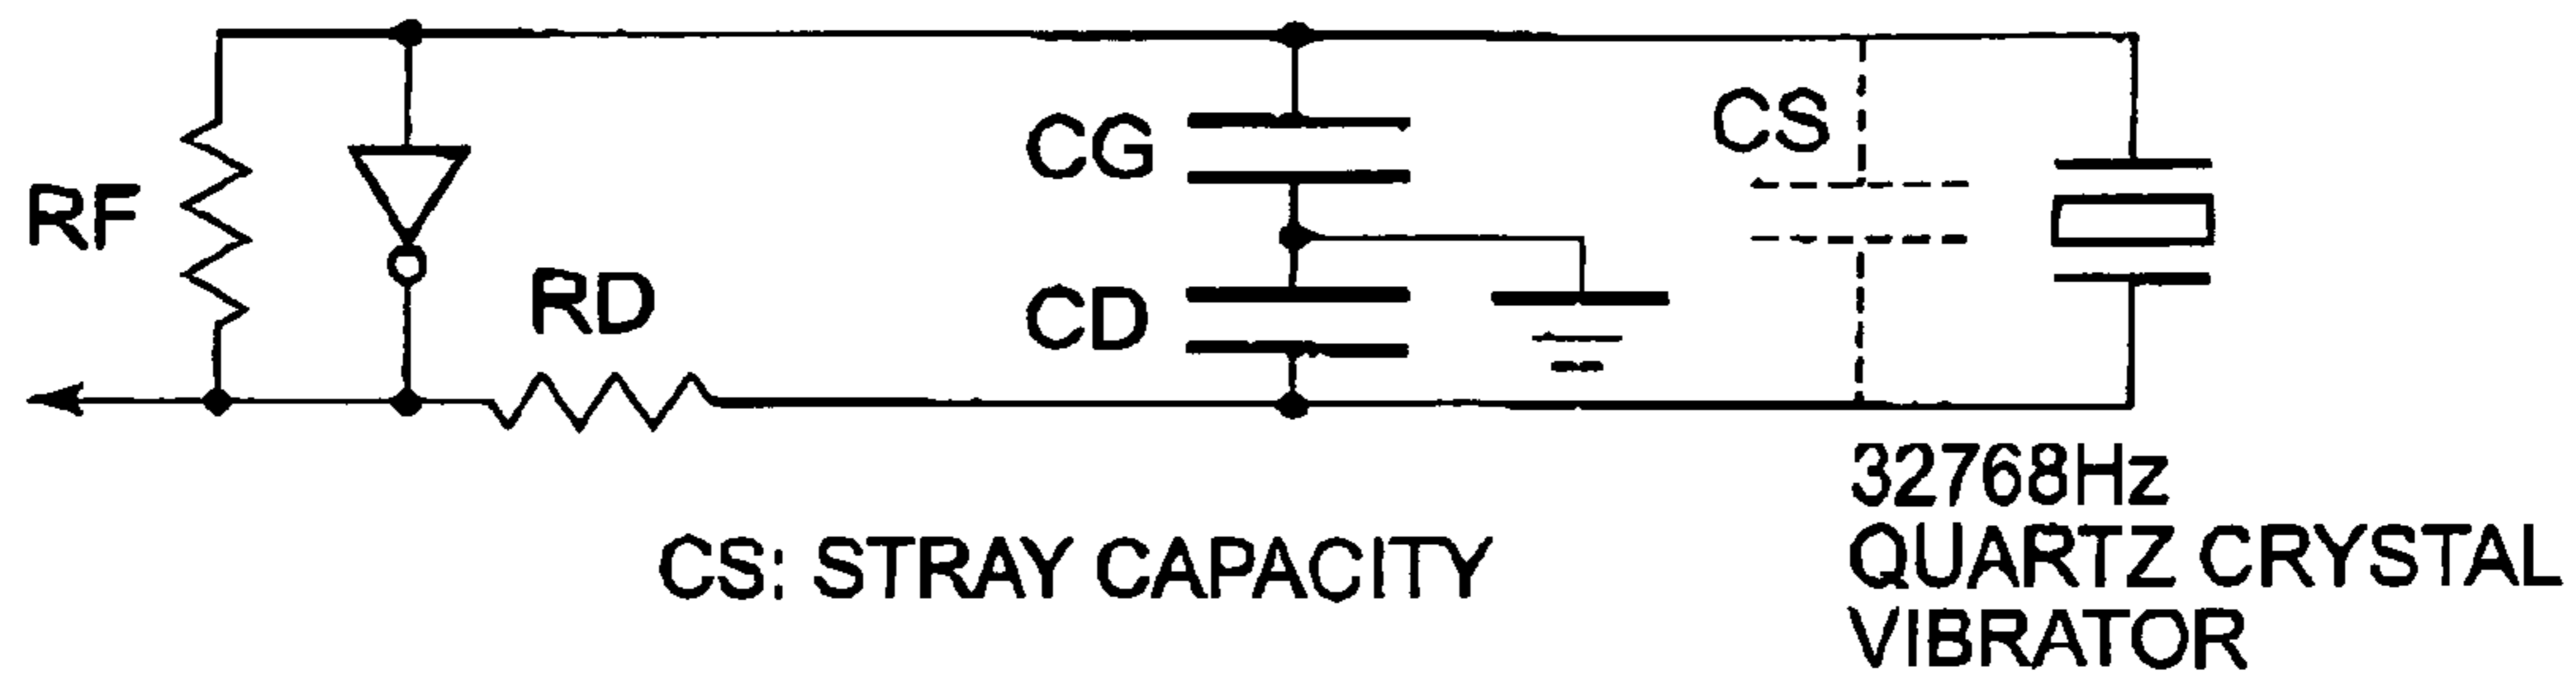 CS
CG
RF
RD
CD
32768Hz
QUARTZ CRYSTAL
VIBRATOR
CS: STRAY CAPACITY